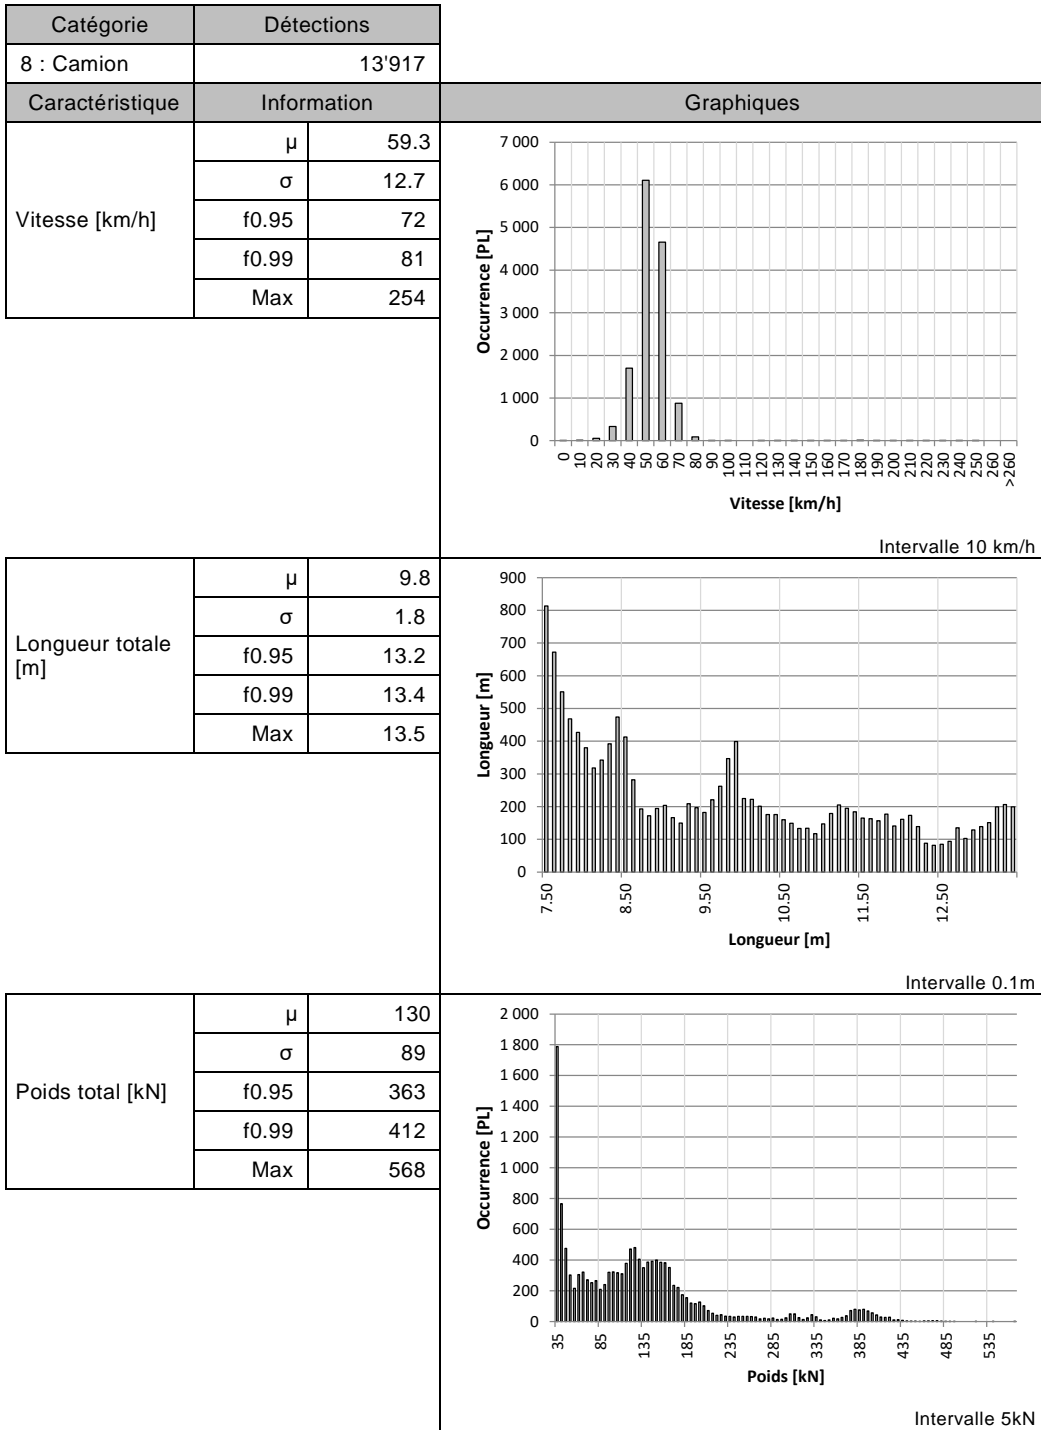 Catégorie Détections
8 : Camion 13'917
Caractéristique Information Graphiques
Vitesse [km/h]
μ 59.3
σ 12.7
f0.95 72
f0.99 81
Max 254
7 000
6 000
5 000
4 000
3 000
2 000
1 000
0
Occurrence [PL]
0 10 20 30 40 50 60 70 80 90 100 110 120 130 140 150 160 170 180 190 200 210 220 230 240 250 260 >260
Vitesse [km/h]
Intervalle 10 km/h
Longueur totale
[m]
μ 9.8
σ 1.8
f0.95 13.2
f0.99 13.4
Max 13.5
900
800
700
600
500
400
300
200
100
0
Longueur [m]
7.50 8.50 9.50 10.50 11.50 12.50
Longueur [m]
Intervalle 0.1m
Poids total [kN]
μ 130
σ 89
f0.95 363
f0.99 412
Max 568
2 000
1 800
1 600
1 400
1 200
1 000
800
600
400
200
0
Occurrence [PL]
35 85 135 185 235 285 335 385 435 485 535
Poids [kN]
Intervalle 5kN